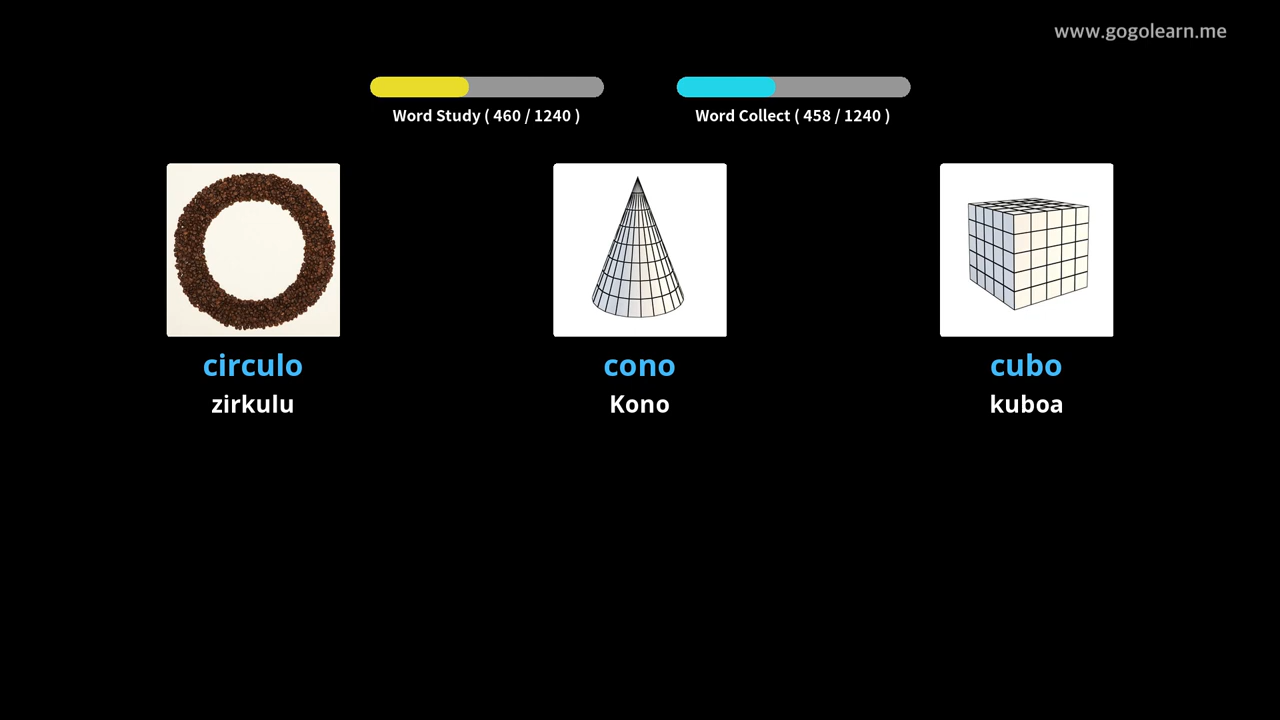 www.gogolearn.me
Word Study ( 460 / 1240 )
Word Collect ( 458 / 1240 )
circulo
zirkulu
cono
Kono
cubo
kuboa